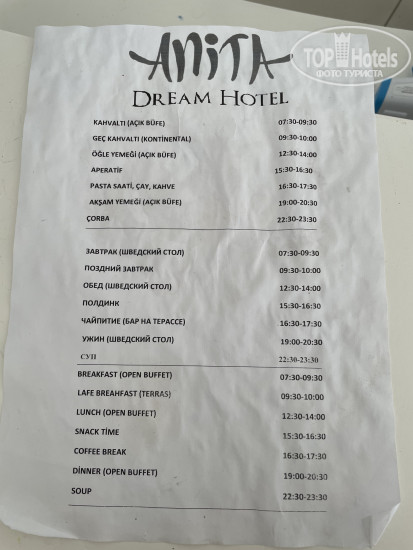 TOP Hotels
ФОТО ТУРИСТА
ANITA
DREAM HOTEL
KAHVALTI (AÇIK BÜFE) 07:30-09:30
GEÇ KAHVALTI (KONTİNENTAL) 09:30-10:00
ÖĞLE YEMEĞİ (AÇIK BÜFE) 12:30-14:00
APERATİF 15:30-16:30
PASTA SAATİ, ÇAY, KAHVE 16:30-17:30
AKŞAM YEMEĞİ (AÇIK BÜFE) 19:00-20:30
ÇORBA 22:30-23:30
ЗАВТРАК (ШВЕДСКИЙ СТОЛ) 07:30-09:30
ПОЗДНИЙ ЗАВТРАК 09:30-10:00
ОБЕД (ШВЕДСКИЙ СТОЛ) 12:30-14:00
ПОЛДИНК 15:30-16:30
ЧАЙПИТИЕ (БАР НА ТЕРАССЕ) 16:30-17:30
УЖИН (ШВЕДСКИЙ СТОЛ) 19:00-20:30
СУП 22:30-23:30
BREAKFAST (OPEN BUFFET) 07:30-09:30
LAFE BREAHFAST (TERRAS) 09:30-10:00
LUNCH (OPEN BUFFET) 12:30-14:00
SNACK TİME 15:30-16:30
COFFEE BREAK 16:30-17:30
DİNNER (OPEN BUFFET) 19:00-20:30
SOUP 22:30-23:30